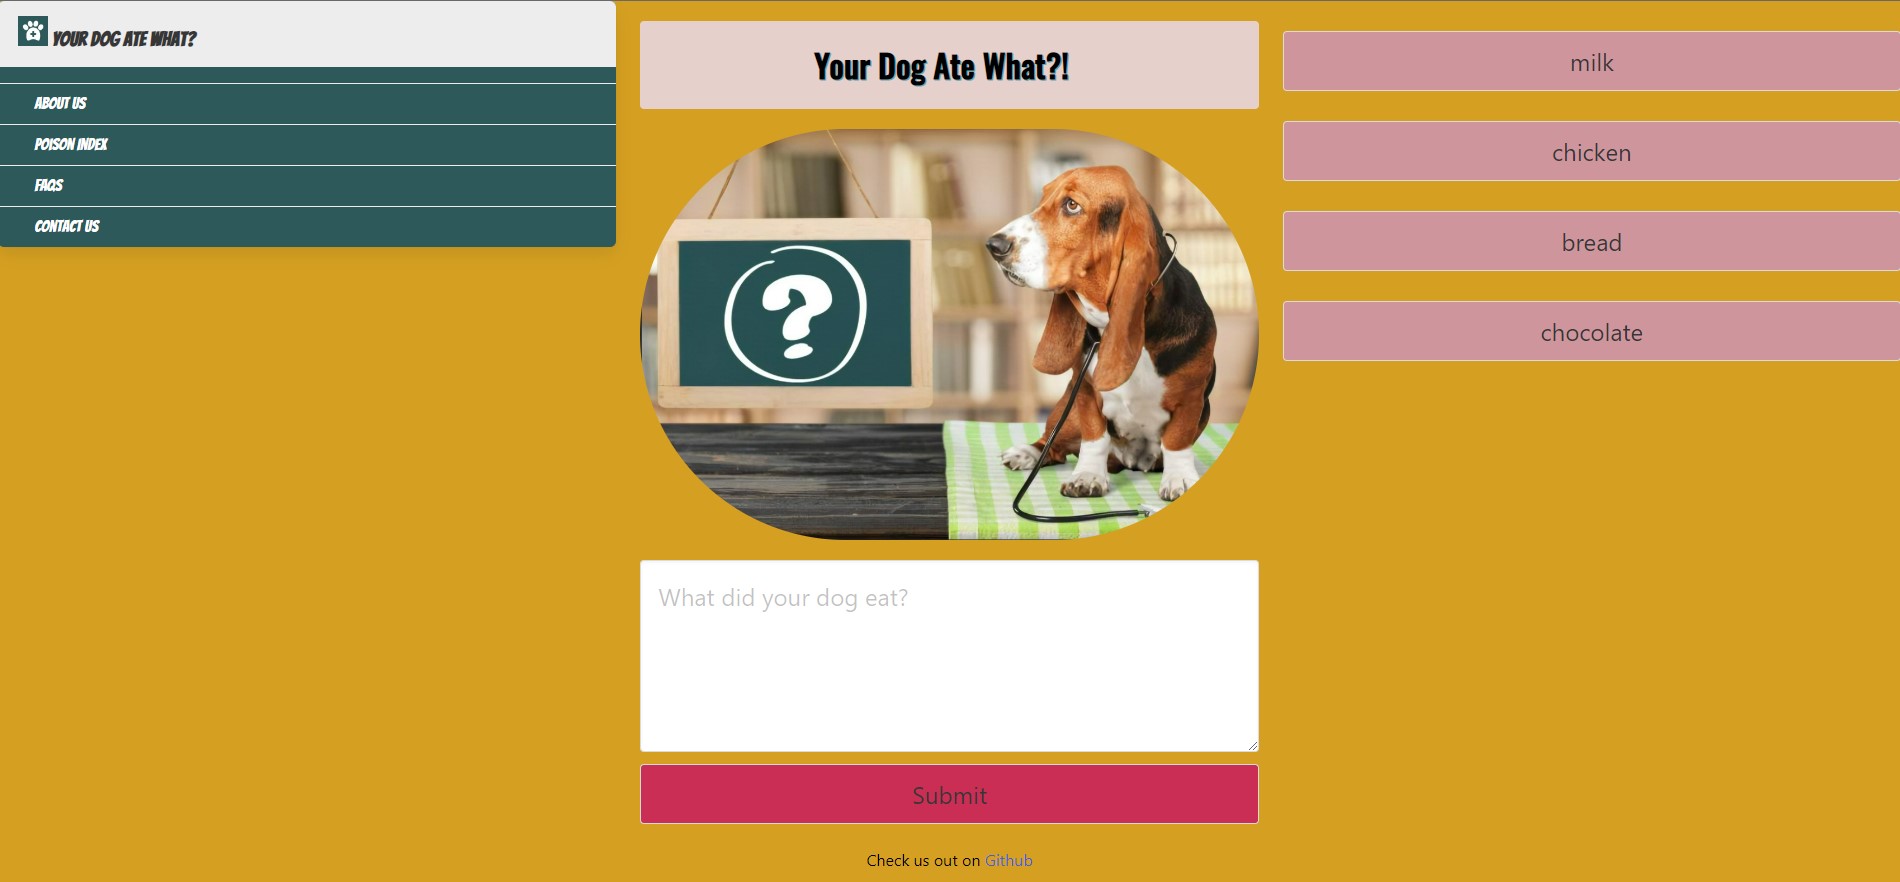 YOUR DOG ATE WHAT?
ABOUT US
POISON INDEX
FAQS
CONTACT US
Your Dog Ate What?!
?
What did your dog eat?
Submit
Check us out on Github
milk
chicken
bread
chocolate